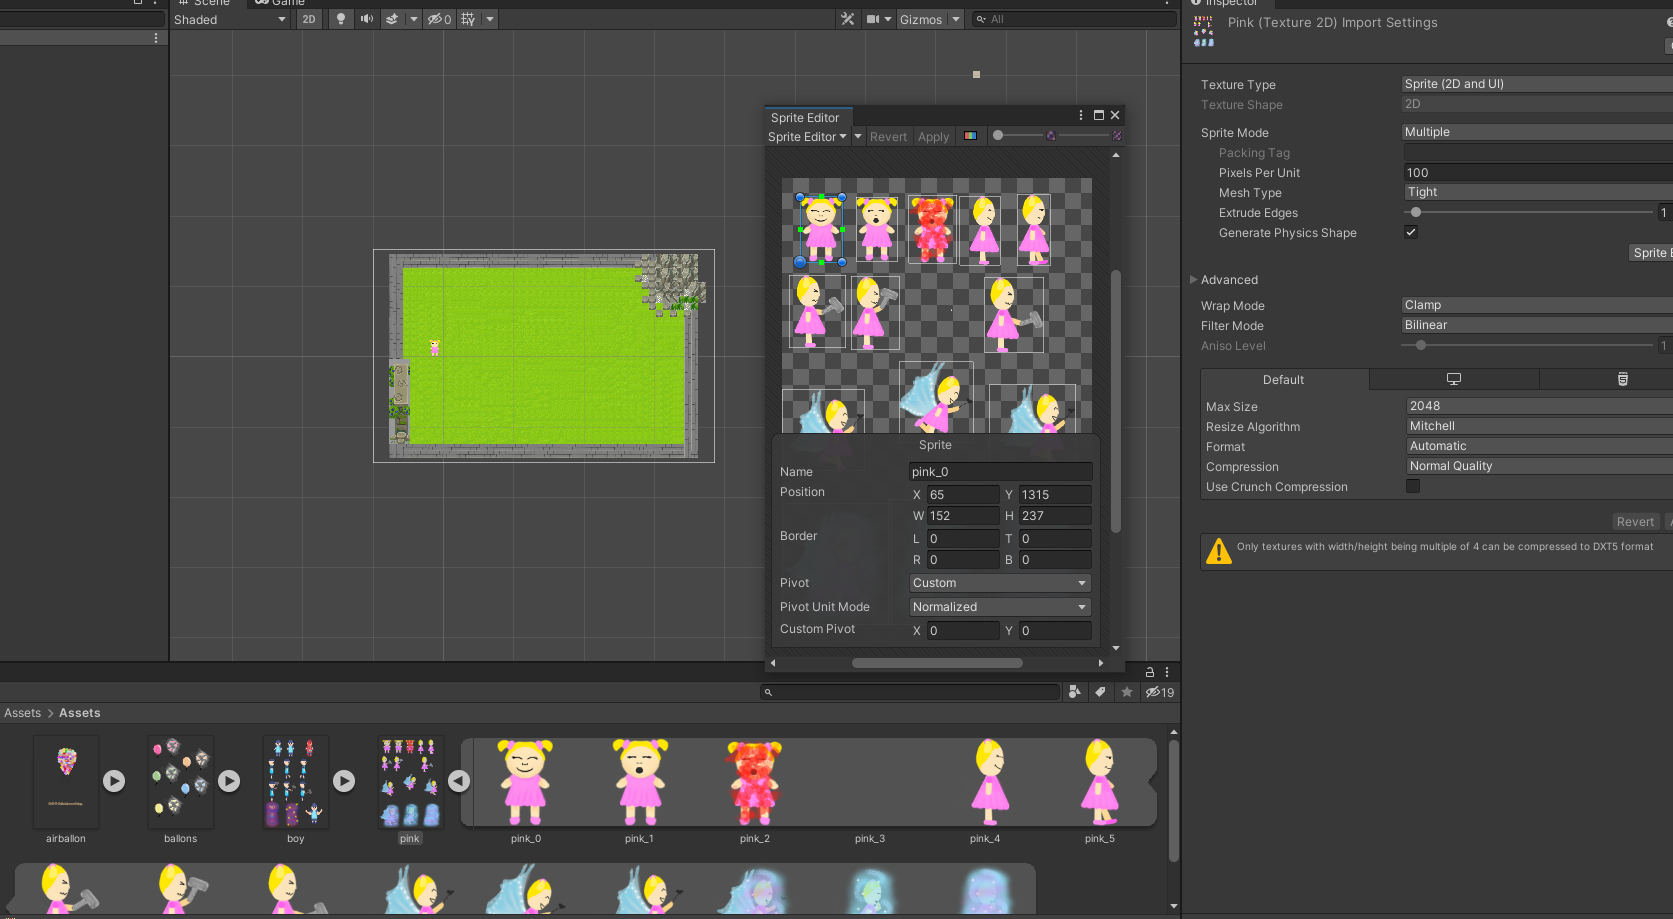 Scene
Game
Shaded
2D
0
Gizmos
All
Inspector
Pink (Texture 2D) Import Settings
Texture Type
Sprite (2D and UI)
Texture Shape
2D
Sprite Mode
Multiple
Packing Tag
Pixels Per Unit
100
Mesh Type
Tight
Extrude Edges
1
Generate Physics Shape
Sprite E
Advanced
Wrap Mode
Clamp
Filter Mode
Bilinear
Aniso Level
1
Default
Max Size
2048
Resize Algorithm
Mitchell
Format
Automatic
Compression
Normal Quality
Use Crunch Compression
Revert
A
Only textures with width/height being multiple of 4 can be compressed to DXT5 format
Sprite Editor
Sprite Editor
Revert
Apply
Sprite
Name
pink_0
Position
X 65 Y 1315
W 152 H 237
Border
L 0 T 0
R 0 B 0
Pivot
Custom
Pivot Unit Mode
Normalized
Custom Pivot
X 0 Y 0
19
Assets > Assets
airballon
ballons
boy
pink
pink_0
pink_1
pink_2
pink_3
pink_4
pink_5